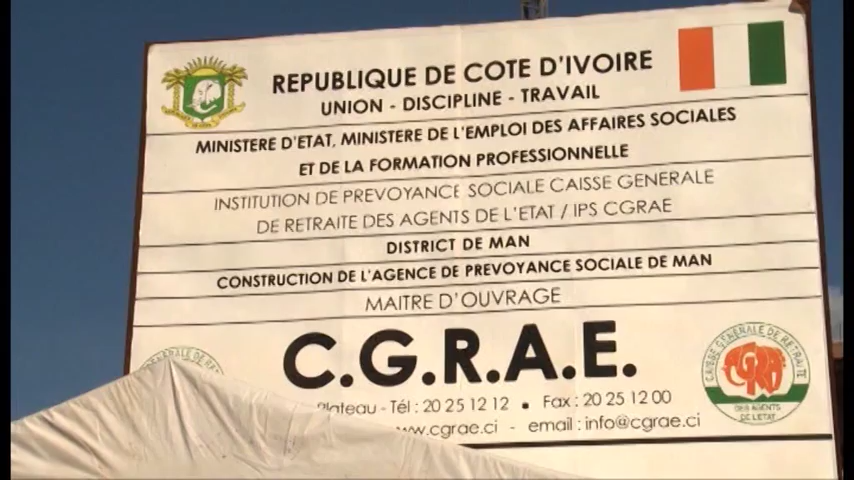 REPUBLIQUE DE COTE D'IVOIRE
UNION - DISCIPLINE - TRAVAIL
MINISTERE D'ETAT, MINISTERE DE L'EMPLOI DES AFFAIRES SOCIALES
ET DE LA FORMATION PROFESSIONNELLE
INSTITUTION DE PREVOYANCE SOCIALE CAISSE GENERALE
DE RETRAITE DES AGENTS DE L'ETAT / IPS CGRAE
DISTRICT DE MAN
CONSTRUCTION DE L'AGENCE DE PREVOYANCE SOCIALE DE MAN
MAITRE D'OUVRAGE
C.G.R.A.E.
Plateau - Tél : 20 25 12 12 • Fax : 20 25 12 00
www.cgrae.ci - email : info@cgrae.ci
CAISSE GENERALE DE RETRAITE
DES AGENTS
DE L'ETAT